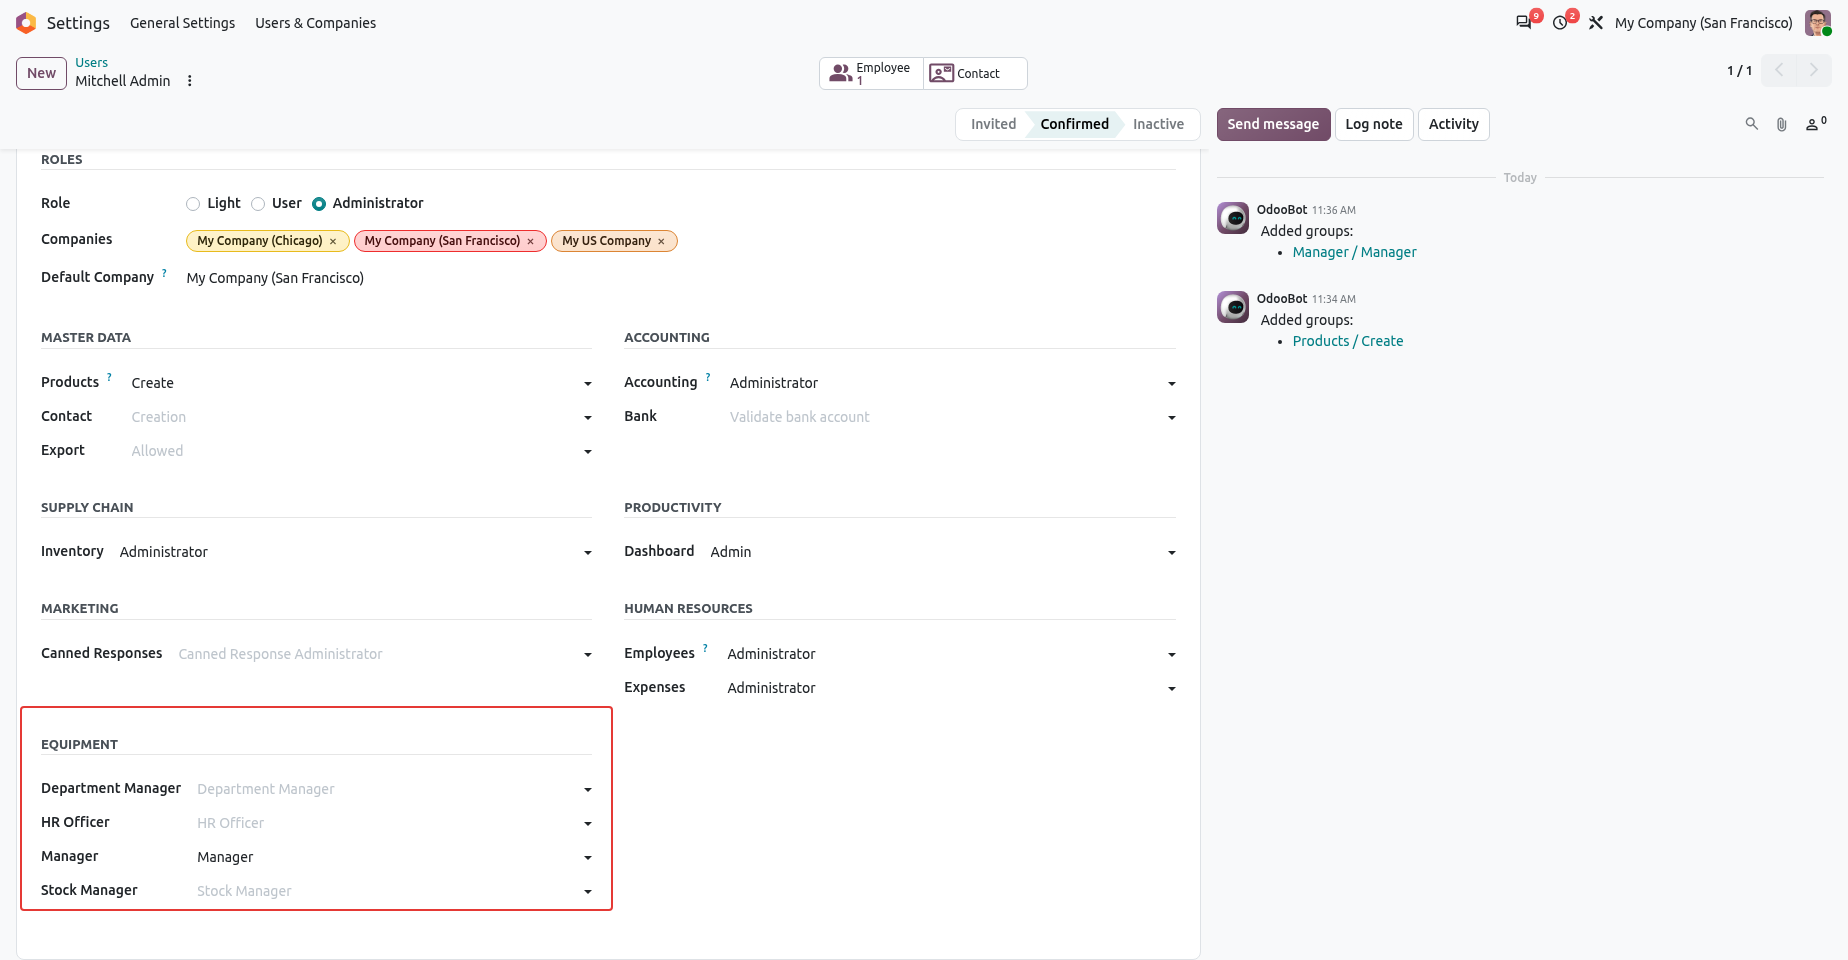 Settings General Settings Users & Companies 9 2 My Company (San Francisco)
New Users
Mitchell Admin
Employee
1
Contact
1 / 1
Invited Confirmed Inactive
Send message Log note Activity 0
ROLES
Role Light User Administrator
Companies My Company (Chicago) × My Company (San Francisco) × My US Company ×
Default Company ? My Company (San Francisco)
MASTER DATA
Products ? Create
Contact Creation
Export Allowed
ACCOUNTING
Accounting ? Administrator
Bank Validate bank account
SUPPLY CHAIN
Inventory Administrator
PRODUCTIVITY
Dashboard Admin
MARKETING
Canned Responses Canned Response Administrator
HUMAN RESOURCES
Employees ? Administrator
Expenses Administrator
EQUIPMENT
Department Manager Department Manager
HR Officer HR Officer
Manager Manager
Stock Manager Stock Manager
Today
OdooBot 11:36 AM
Added groups:
• Manager / Manager
OdooBot 11:34 AM
Added groups:
• Products / Create